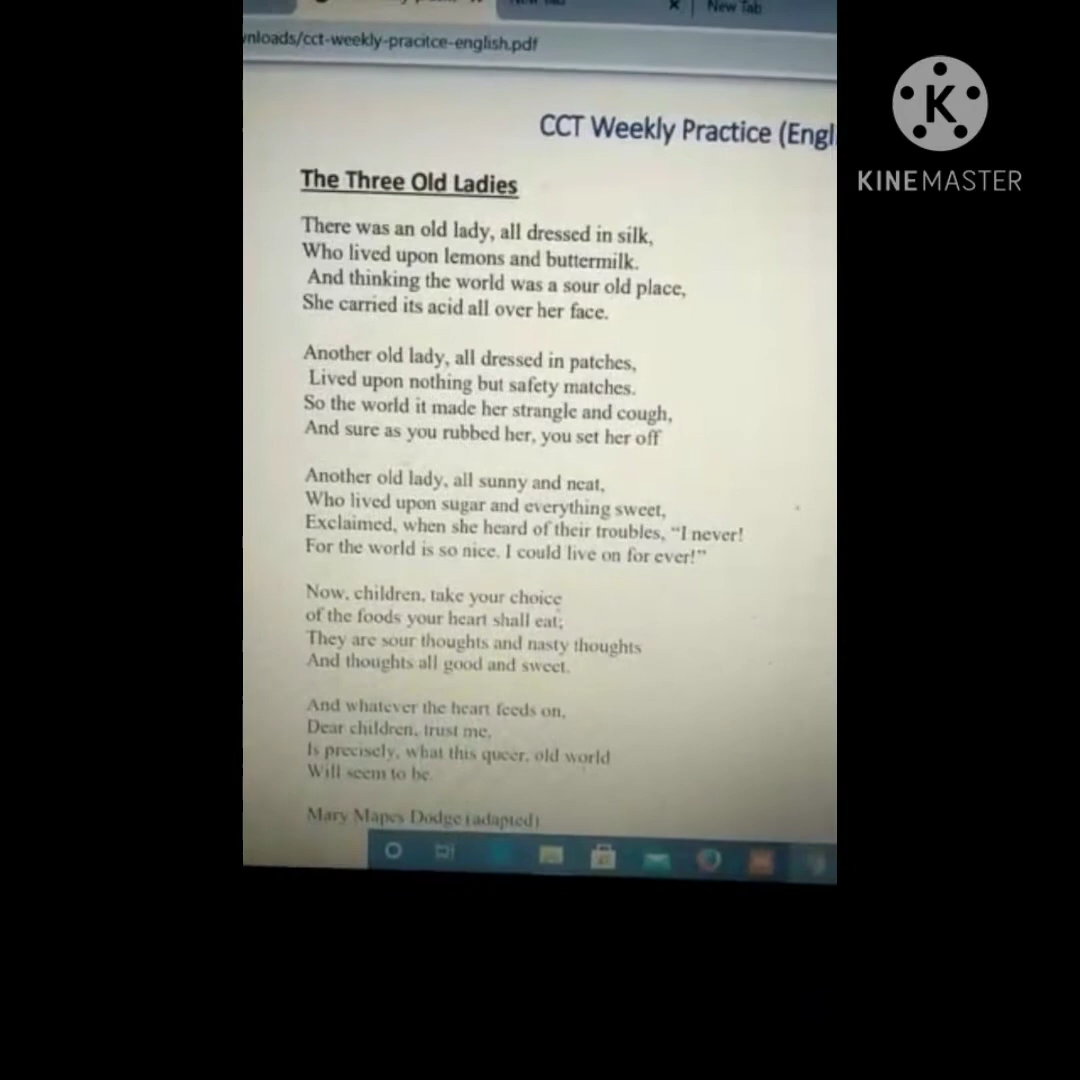 New Tab
× New Tab
wnloads/cct-weekly-pracitce-english.pdf
K
KINEMASTER
CCT Weekly Practice (Engl
The Three Old Ladies
There was an old lady, all dressed in silk,
Who lived upon lemons and buttermilk.
And thinking the world was a sour old place,
She carried its acid all over her face.
Another old lady, all dressed in patches,
Lived upon nothing but safety matches.
So the world it made her strangle and cough,
And sure as you rubbed her, you set her off
Another old lady, all sunny and neat,
Who lived upon sugar and everything sweet,
Exclaimed, when she heard of their troubles, “I never!
For the world is so nice. I could live on for ever!”
Now, children, take your choice
of the foods your heart shall eat;
They are sour thoughts and nasty thoughts
And thoughts all good and sweet.
And whatever the heart feeds on,
Dear children, trust me,
Is precisely, what this queer, old world
Will seem to be.
Mary Mapes Dodge (adapted)